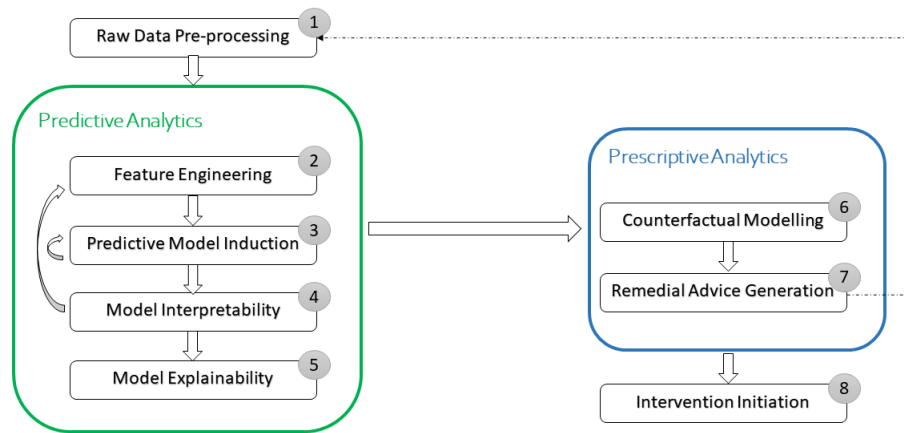 1
Raw Data Pre-processing
Predictive Analytics
2
Feature Engineering
3
Predictive Model Induction
4
Model Interpretability
5
Model Explainability
Prescriptive Analytics
6
Counterfactual Modelling
7
Remedial Advice Generation
8
Intervention Initiation